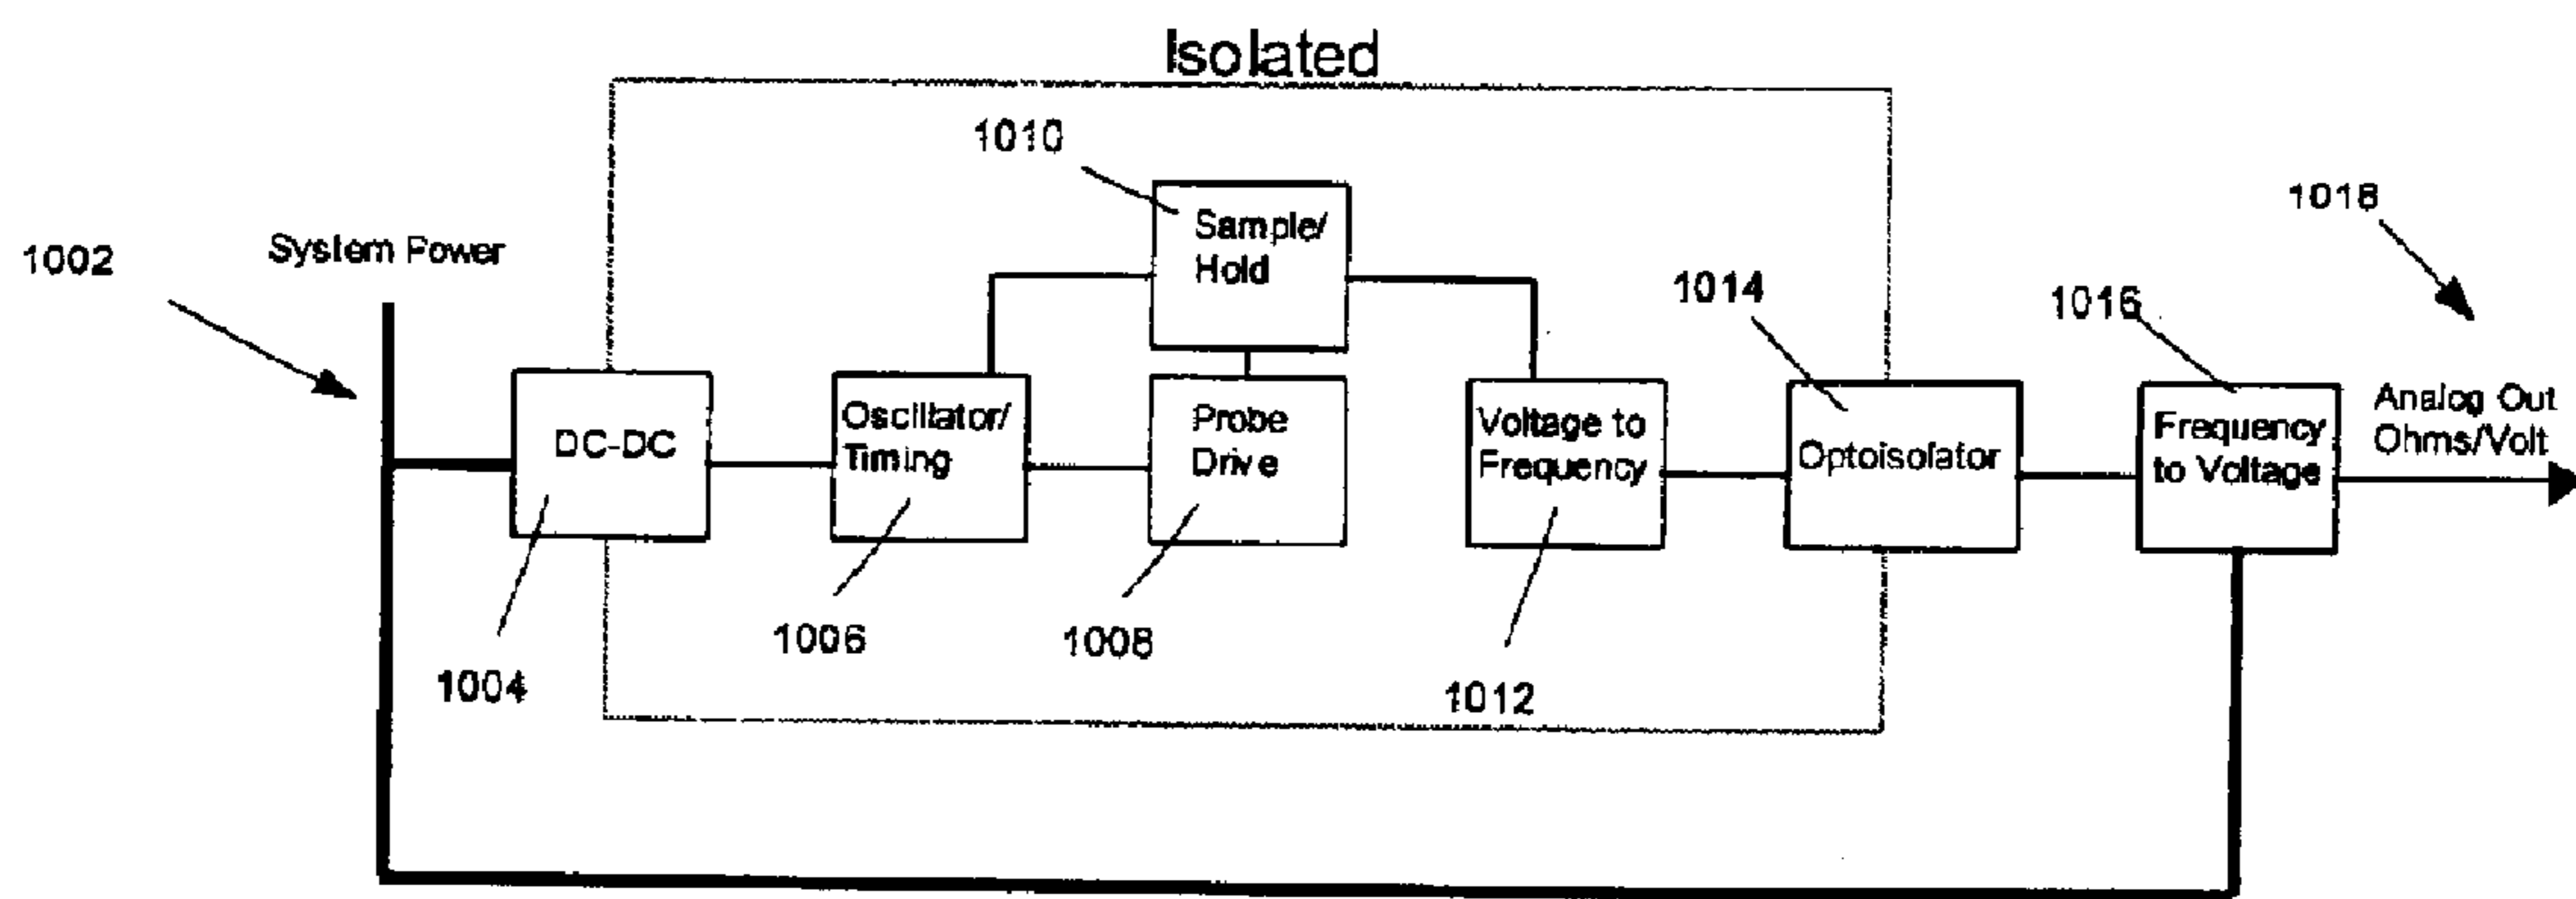 Isolated
1010
1018
Sample/
Hold
1002
System Power
1014
1016
DC-DC
Oscillator/
Timing
Probe
Drive
Voltage to
Frequency
Optoisolator
Frequency
to Voltage
Analog Out
Ohms/Volt
1004
1006
1008
1012